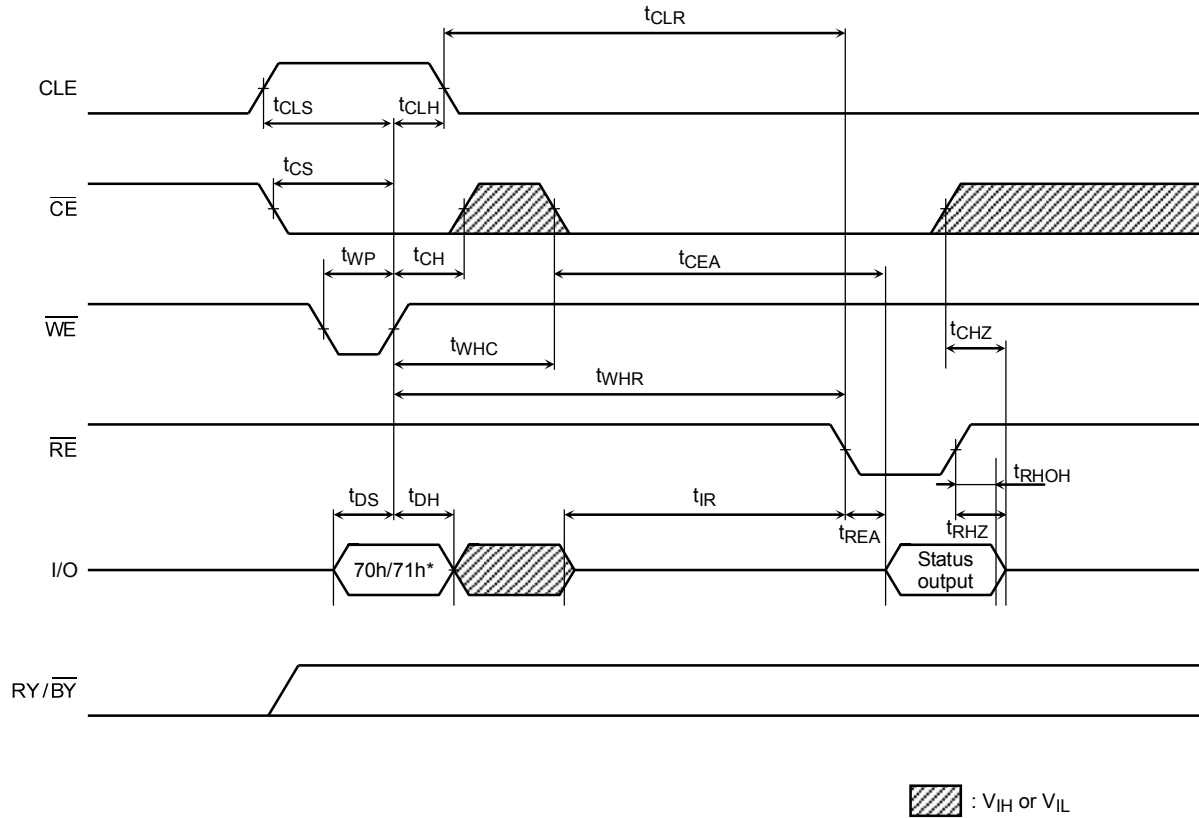 tCLR
CLE
tCLS tCLH
tCS
CE
tWP tCH tCEA
WE
tCHZ
tWHC
tWHR
RE
tRHOH
tDS tDH tIR
tREA tRHZ
I/O 70h/71h* Status
output
RY/BY
: VIH or VIL